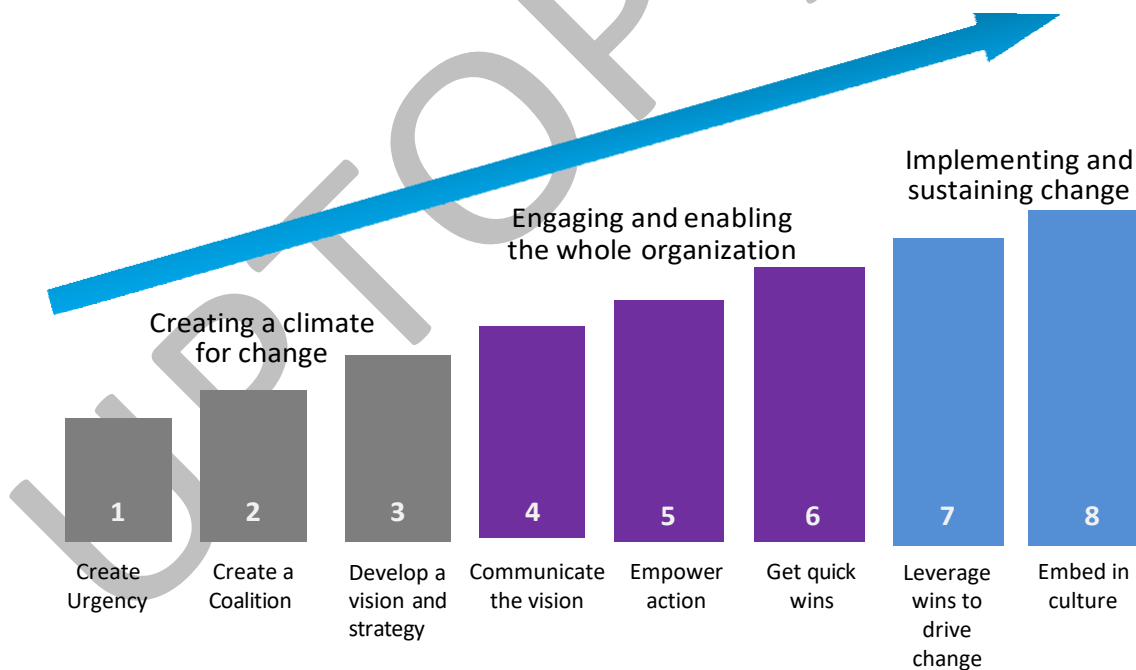 UPTOP
Implementing and
sustaining change
Engaging and enabling
the whole organization
Creating a climate
for change
1
2
3
4
5
6
7
8
Create
Urgency
Create a
Coalition
Develop a
vision and
strategy
Communicate
the vision
Empower
action
Get quick
wins
Leverage
wins to
drive
change
Embed in
culture